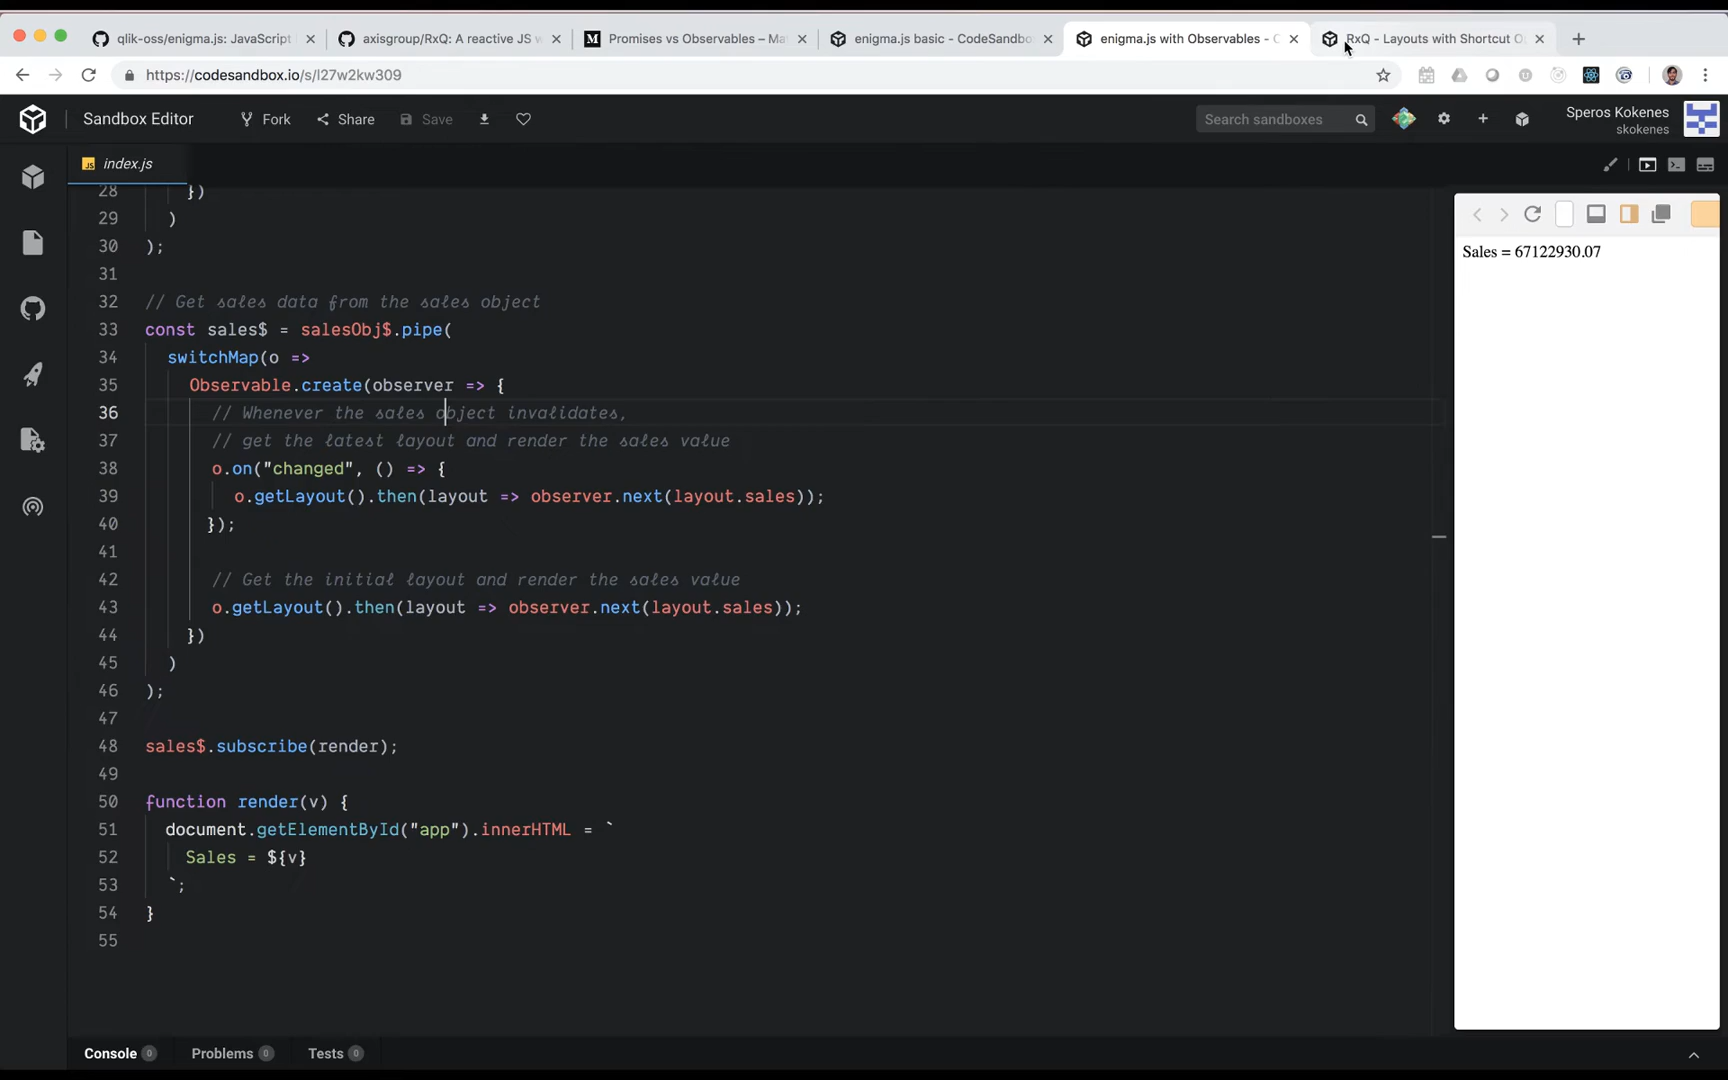 qlik-oss/enigma.js: JavaScript
axisgroup/RxQ: A reactive JS w
Promises vs Observables – Ma
enigma.js basic - CodeSandbo
enigma.js with Observables - C
RxQ - Layouts with Shortcut O
https://codesandbox.io/s/l27w2kw309
Sandbox Editor
Fork
Share
Save
Search sandboxes
Speros Kokenes
skokenes
index.js
28 })
29 )
30 );
31
32 // Get sales data from the sales object
33 const sales$ = salesObj$.pipe(
34 switchMap(o =>
35 Observable.create(observer => {
36 // Whenever the sales object invalidates,
37 // get the latest layout and render the sales value
38 o.on("changed", () => {
39 o.getLayout().then(layout => observer.next(layout.sales));
40 });
41
42 // Get the initial layout and render the sales value
43 o.getLayout().then(layout => observer.next(layout.sales));
44 })
45 )
46 );
47
48 sales$.subscribe(render);
49
50 function render(v) {
51 document.getElementById("app").innerHTML = `
52 Sales = ${v}
53 `;
54 }
55
Sales = 67122930.07
Console 0
Problems 0
Tests 0